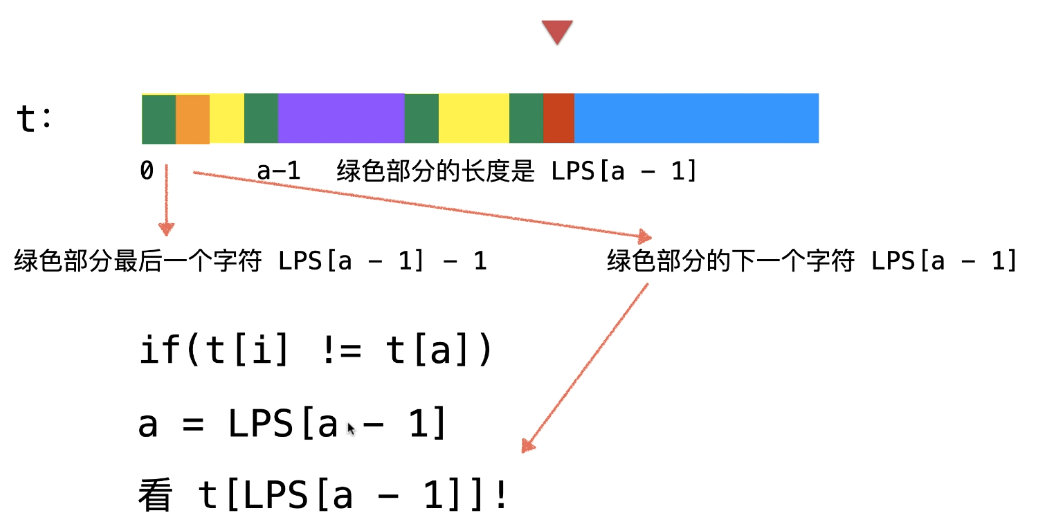 t:
0 a-1 绿色部分的长度是 LPS[a - 1]
绿色部分最后一个字符 LPS[a - 1] - 1 绿色部分的下一个字符 LPS[a - 1]
if(t[i] != t[a])
a = LPS[a - 1]
看 t[LPS[a - 1]]!